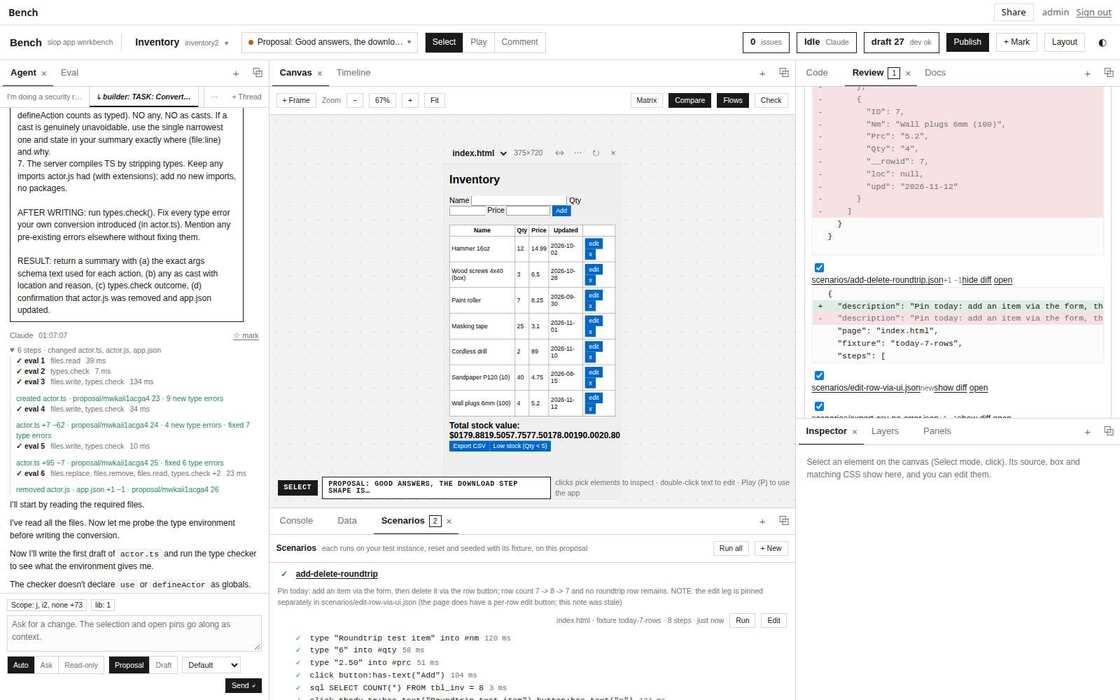 Bench
Share admin Sign out
Bench slop app workbench Inventory inventory2 Proposal: Good answers, the downlo… Select Play Comment 0 issues Idle Claude draft 27 dev ok Publish + Mark Layout
Agent × Eval
I'm doing a security r… ↳ builder: TASK: Convert… ··· + Thread
defineAction counts as typed). NO any, NO as casts. If a
cast is genuinely unavoidable, use the single narrowest
one and state in your summary exactly where (file:line)
and why.
7. The server compiles TS by stripping types. Keep any
imports actor.js had (with extensions); add no new imports,
no packages.
AFTER WRITING: run types.check(). Fix every type error
your own conversion introduced (in actor.ts). Mention any
pre-existing errors elsewhere without fixing them.
RESULT: return a summary with (a) the exact args
schema text used for each action, (b) any as cast with
location and reason, (c) types.check outcome, (d)
confirmation that actor.js was removed and app.json
updated.
Claude 01:07:07 ☆ mark
▾ 6 steps · changed actor.ts, actor.js, app.json
✓ eval 1 files.read 39 ms
✓ eval 2 types.check 7 ms
✓ eval 3 files.write, types.check 134 ms
created actor.ts · proposal/mwkaii1acga4 23 · 9 new type errors
✓ eval 4 files.write, types.check 34 ms
actor.ts +7 −62 · proposal/mwkaii1acga4 24 · 4 new type errors · fixed 7
type errors
✓ eval 5 files.write, types.check 10 ms
actor.ts +95 −7 · proposal/mwkaii1acga4 25 · fixed 6 type errors
✓ eval 6 files.replace, files.remove, files.read, types.check +2 23 ms
removed actor.js · app.json +1 −1 · proposal/mwkaii1acga4 26
I'll start by reading the required files.
I've read all the files. Now let me probe the type environment
before writing the conversion.
Now I'll write the first draft of actor.ts and run the type checker
to see what the environment gives me.
The checker doesn't declare use or defineActor as globals.
Scope: j, i2, none +73 lib: 1
Ask for a change. The selection and open pins go along as
context.
Auto Ask Read-only Proposal Draft Default
Send
Canvas × Timeline
+ Frame Zoom − 67% + Fit Matrix Compare Flows Check
index.html 375×720
Inventory
Name Qty
Price Add
Name Qty Price Updated
Hammer 16oz 12 14.99 2026-10-02 edit x
Wood screws 4x40 (box) 3 6.5 2026-10-28 edit x
Paint roller 7 8.25 2026-09-30 edit x
Masking tape 25 3.1 2026-11-01 edit x
Cordless drill 2 89 2026-11-10 edit x
Sandpaper P120 (10) 40 4.75 2026-08-15 edit x
Wall plugs 6mm (100) 4 5.2 2026-11-12 edit x
Total stock value:
$0179.8819.5057.7577.50178.00190.0020.80
Export CSV Low stock (Qty < 5)
SELECT PROPOSAL: GOOD ANSWERS, THE DOWNLOAD STEP SHAPE IS… clicks pick elements to inspect · double-click text to edit · Play (P) to use the app
Console Data Scenarios 2 ×
Scenarios each runs on your test instance, reset and seeded with its fixture, on this proposal Run all + New
✓ add-delete-roundtrip
Pin today: add an item via the form, then delete it via the row button; row count 7 -> 8 -> 7 and no roundtrip row remains. NOTE: the edit leg is pinned
separately in scenarios/edit-row-via-ui.json (the page does have a per-row edit button; this note was stale)
index html · fixture today-7-rows · 8 steps just now Run Edit
✓ type "Roundtrip test item" into #nm 120 ms
✓ type "6" into #qty 58 ms
✓ type "2.50" into #prc 51 ms
✓ click button:has-text("Add") 104 ms
✓ sql SELECT COUNT(*) FROM tbl_inv = 8 3 ms
Code Review 1 × Docs
- {
- "ID": 7,
- "Nm": "Wall plugs 6mm (100)",
- "Prc": "5.2",
- "Qty": "4",
- "__rowid": 7,
- "loc": null,
- "upd": "2026-11-12"
- }
- ]
}
}
scenarios/add-delete-roundtrip.json+1 −1hide diff open
{
+ "description": "Pin today: add an item via the form, th
- "description": "Pin today: add an item via the form, th
"page": "index.html",
"fixture": "today-7-rows",
"steps": [
scenarios/edit-row-via-ui.jsonnewshow diff open
Inspector × Layers Panels
Select an element on the canvas (Select mode, click). Its source, box and
matching CSS show here, and you can edit them.